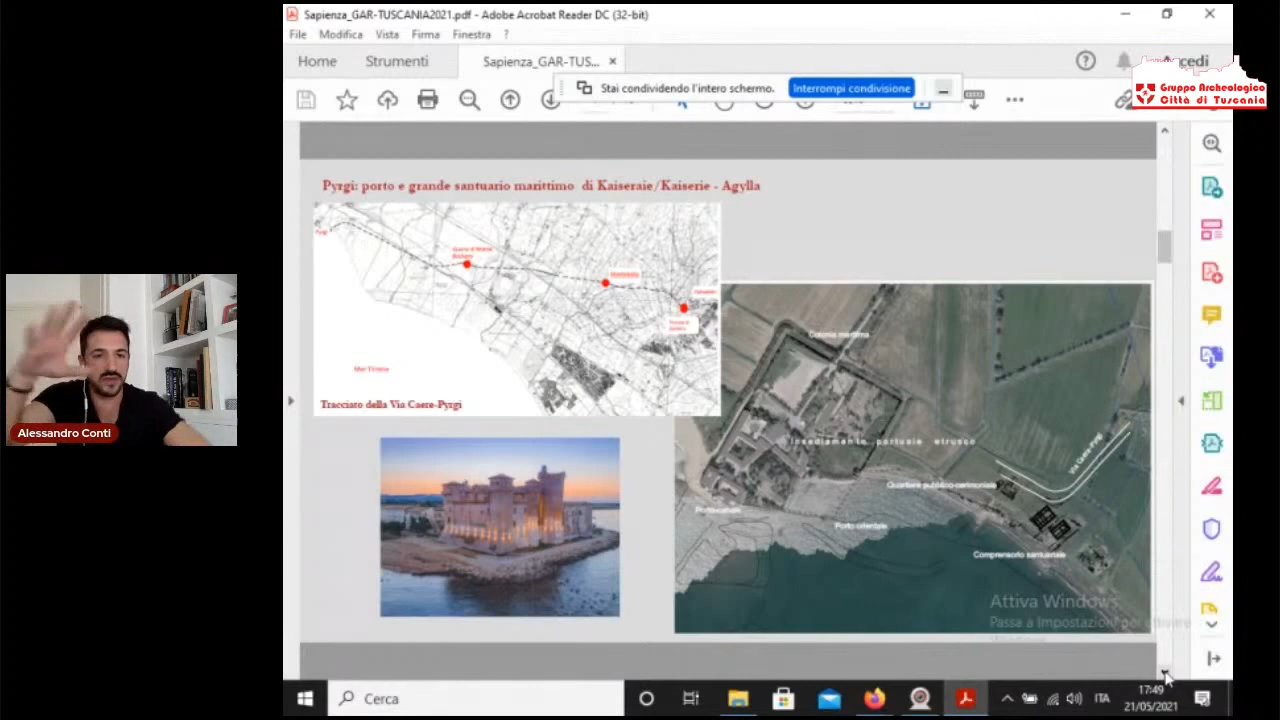 Sapienza_GAR-TUSCANIA2021.pdf - Adobe Acrobat Reader DC (32-bit)
File Modifica Vista Firma Finestra ?
Home Strumenti Sapienza_GAR-TUS... ×
Stai condividendo l'intero schermo. Interrompi condivisione
Gruppo Archeologico
Città di Tuscania
Pyrgi: porto e grande santuario marittimo di Kaiseraie/Kaiserie - Agylla
Pyrgi
Mar Tirreno
Tracciato della Via Caere-Pyrgi
Colonia marittima
Insediamento portuale etrusco
Via Caere-Pyrgi
Quartiere pubblico-cerimoniale
Porto orientale
Comprensorio santuariale
Alessandro Conti
Attiva Windows
Passa a Impostazioni per
Cerca
ITA
17:49
21/05/2021